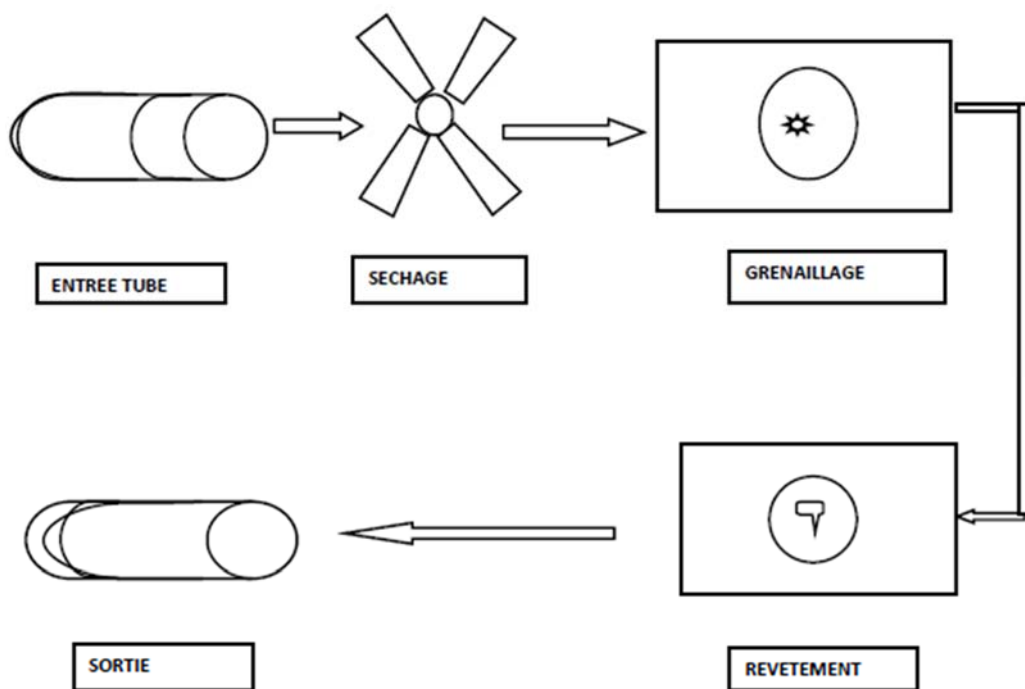 ENTREE TUBE
SECHAGE
GRENAILLAGE
SORTIE
REVETEMENT